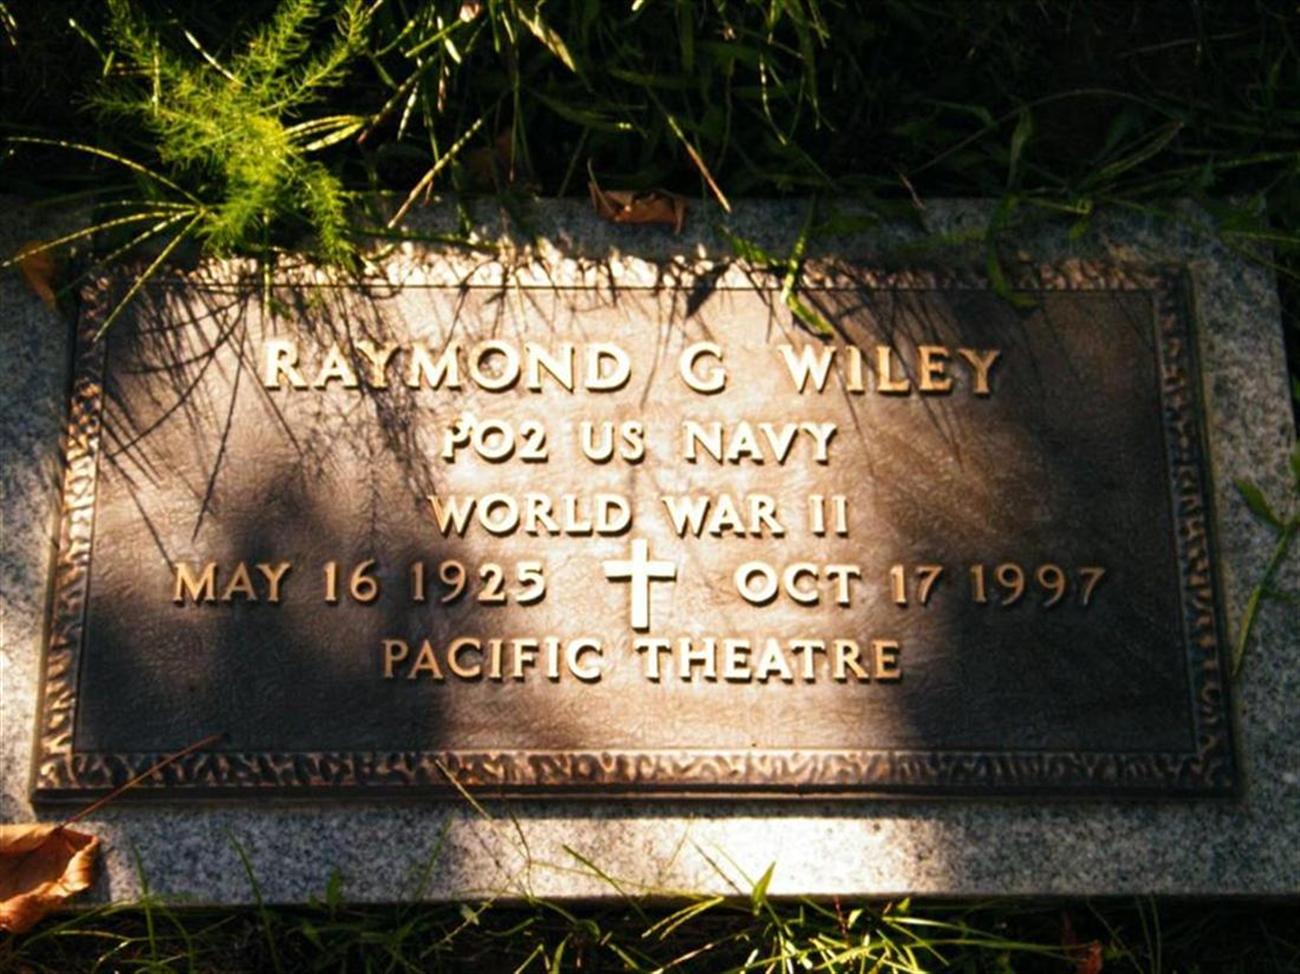 RAYMOND G WILEY
PO2 US NAVY
WORLD WAR II
MAY 16 1925 OCT 17 1997
PACIFIC THEATRE